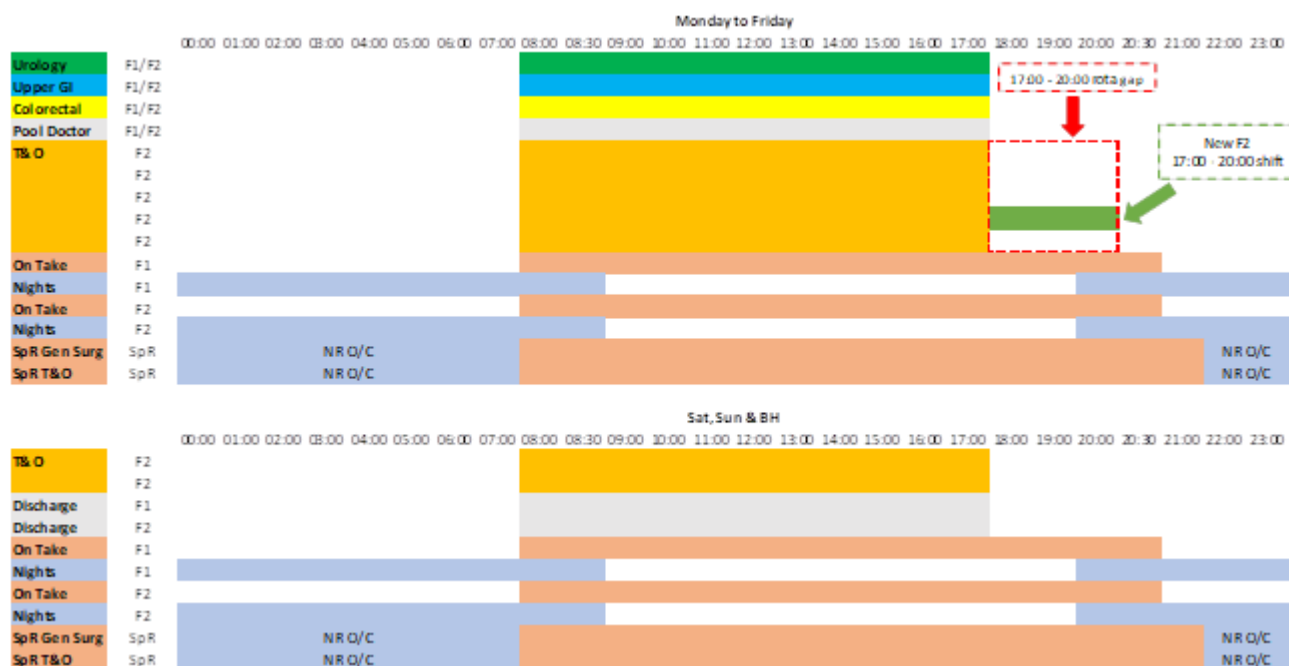 Monday to Friday
00:00 01:00 02:00 03:00 04:00 05:00 06:00 07:00 08:00 08:30 09:00 10:00 11:00 12:00 13:00 14:00 15:00 16:00 17:00 18:00 19:00 20:00 20:30 21:00 22:00 23:00
Urology F1/F2
Upper GI F1/F2
17:00 - 20:00 rota gap
Colorectal F1/F2
Pool Doctor F1/F2
T&O F2
New F2
17:00 - 20:00 shift
F2
F2
F2
F2
On Take F1
Nights F1
On Take F2
Nights F2
SpR Gen Surg SpR NR O/C NR O/C
SpR T&O SpR NR O/C NR O/C
Sat, Sun & BH
00:00 01:00 02:00 03:00 04:00 05:00 06:00 07:00 08:00 08:30 09:00 10:00 11:00 12:00 13:00 14:00 15:00 16:00 17:00 18:00 19:00 20:00 20:30 21:00 22:00 23:00
T&O F2
F2
Discharge F1
Discharge F2
On Take F1
Nights F1
On Take F2
Nights F2
SpR Gen Surg SpR NR O/C NR O/C
SpR T&O SpR NR O/C NR O/C